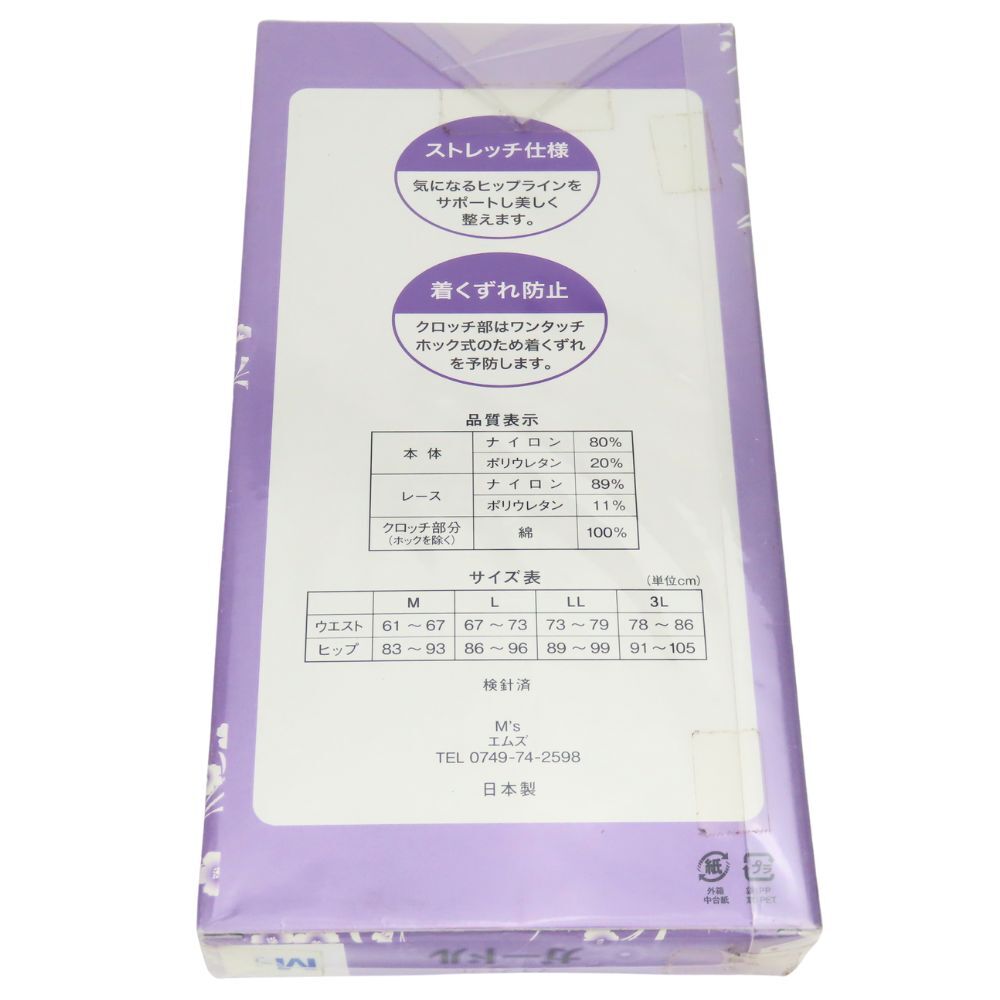 ストレッチ仕様
気になるヒップラインを
サポートし美しく
整えます。
着くずれ防止
クロッチ部はワンタッチ
ホック式のため着くずれ
を予防します。
品質表示
本体 ナイロン 80%
ポリウレタン 20%
レース ナイロン 89%
ポリウレタン 11%
クロッチ部分 綿 100%
(ホックを除く)
サイズ表 (単位cm)
M L LL 3L
ウエスト 61~67 67~73 73~79 78~86
ヒップ 83~93 86~96 89~99 91~105
検針済
M's
エムズ
TEL 0749-74-2598
日本製
紙 プラ
外箱
中台紙 PET
ガードル